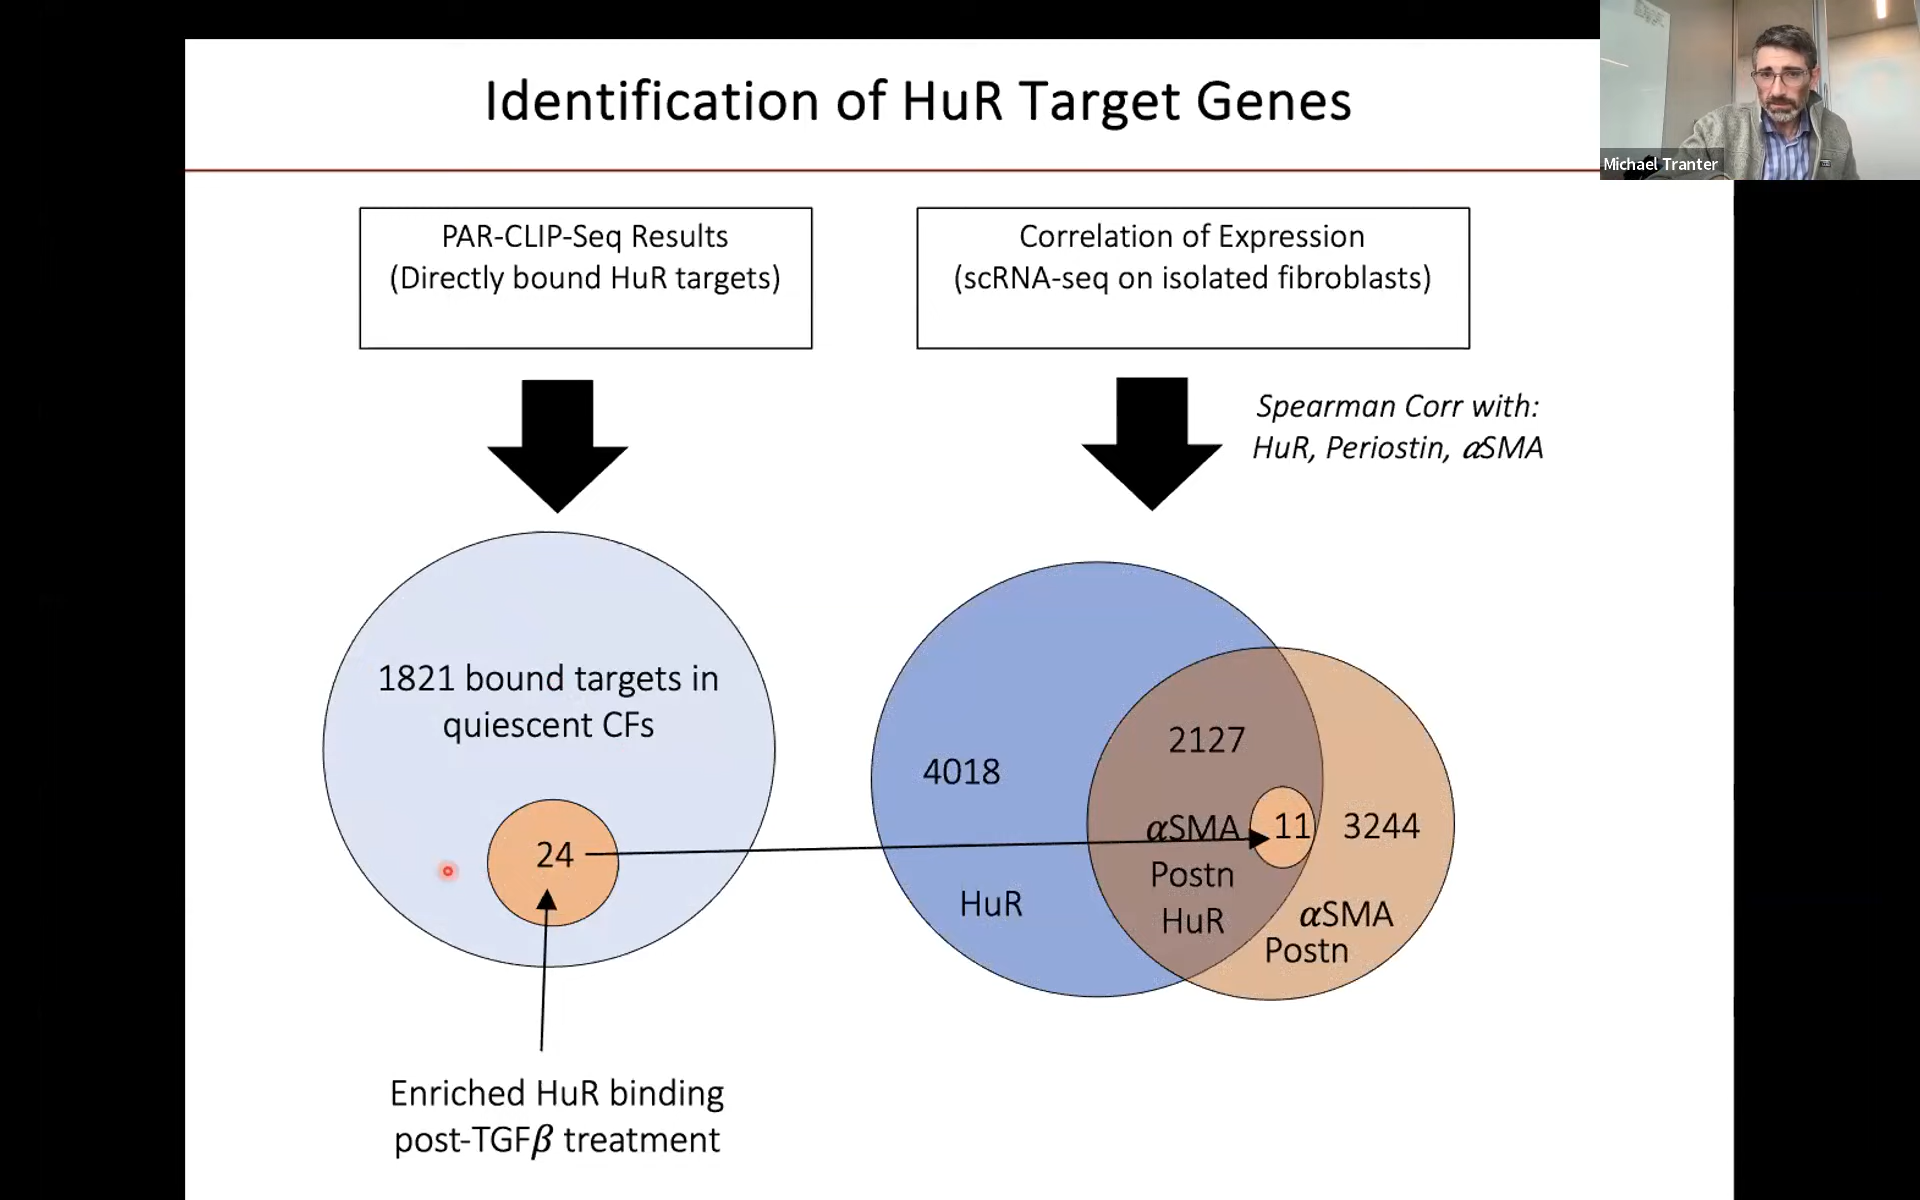 Identification of HuR Target Genes
Michael Tranter
PAR-CLIP-Seq Results
(Directly bound HuR targets)
Correlation of Expression
(scRNA-seq on isolated fibroblasts)
Spearman Corr with:
HuR, Periostin, αSMA
1821 bound targets in
quiescent CFs
24
Enriched HuR binding
post-TGFβ treatment
4018
HuR
2127
αSMA
Postn
HuR
11
3244
αSMA
Postn